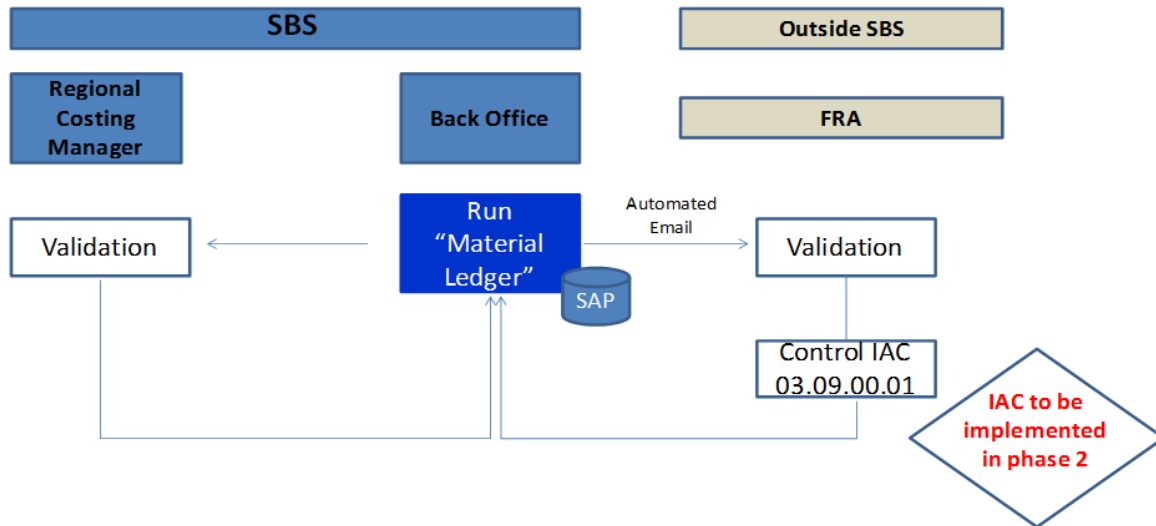 SBS
Outside SBS
Regional
Costing
Manager
Back Office
FRA
Validation
Run
“Material
Ledger”
SAP
Automated
Email
Validation
Control IAC
03.09.00.01
IAC to be
implemented
in phase 2